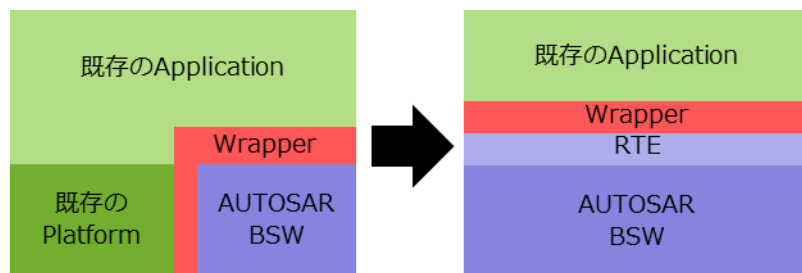 既存のApplication
Wrapper
既存の
Platform
AUTOSAR
BSW
既存のApplication
Wrapper
RTE
AUTOSAR
BSW